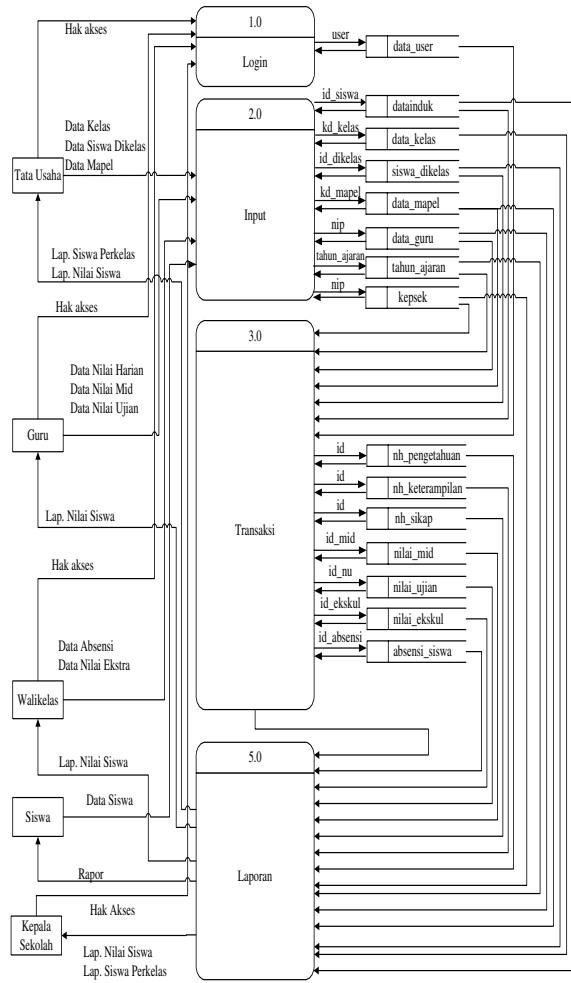 Hak akses
1.0
Login
user
data_user
2.0
Input
id_siswa
datainduk
kd_kelas
data_kelas
id_dikelas
siswa_dikelas
kd_mapel
data_mapel
nip
data_guru
tahun_ajaran
tahun_ajaran
nip
kepsek
Data Kelas
Data Siswa Dikelas
Data Mapel
Tata Usaha
Lap. Siswa Perkelas
Lap. Nilai Siswa
Hak akses
3.0
Transaksi
Data Nilai Harian
Data Nilai Mid
Data Nilai Ujian
Guru
Lap. Nilai Siswa
id
nh_pengetahuan
id
nh_keterampilan
id
nh_sikap
id_mid
nilai_mid
id_nu
nilai_ujian
id_ekskul
nilai_ekskul
id_absensi
absensi_siswa
Hak akses
Data Absensi
Data Nilai Ekstra
Walikelas
Lap. Nilai Siswa
5.0
Laporan
Data Siswa
Siswa
Rapor
Hak Akses
Kepala
Sekolah
Lap. Nilai Siswa
Lap. Siswa Perkelas